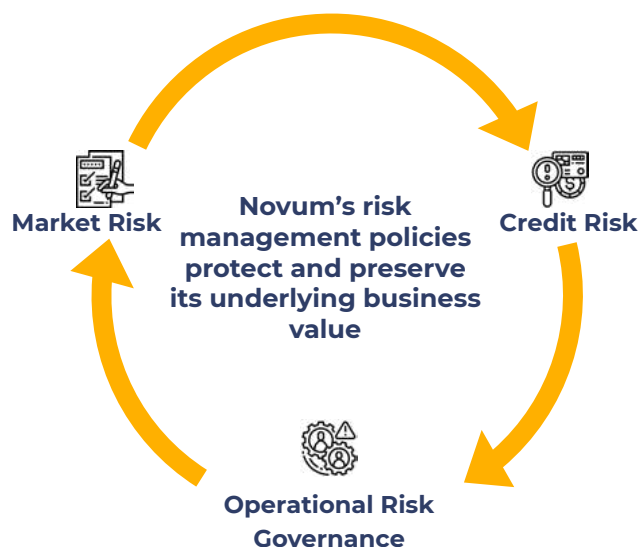 Market Risk
Novum’s risk
management policies
protect and preserve
its underlying business
value
Credit Risk
Operational Risk
Governance